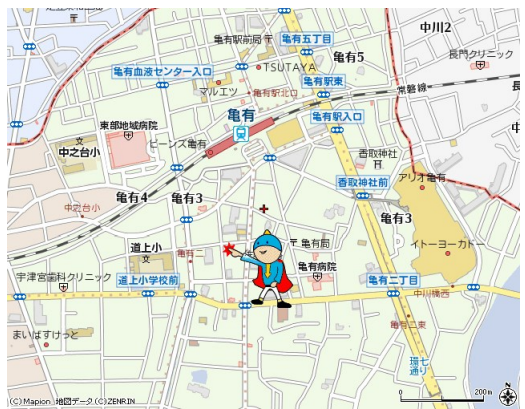 中川2
亀有駅前局〒
亀有五丁目
長門クリニック
TSUTAYA
亀有5
亀有血液センター入口
マルエツ
亀有駅東
亀有駅北口
常磐線
亀有
亀有駅入口
東部地域病院
ビーンズ亀有
中之台小
香取神社
香取神社前
アリオ亀有
亀有4
亀有3
中之台小
亀有3
道上小
亀有二
〒亀有局
イトーヨーカドー
亀有病院
宇津宮歯科クリニック
道上小学校前
亀有二丁目
中川橋西
亀有二東
まいばすけっと
環七通り
200m
(C) Mapion 地図データ(C)ZENRIN